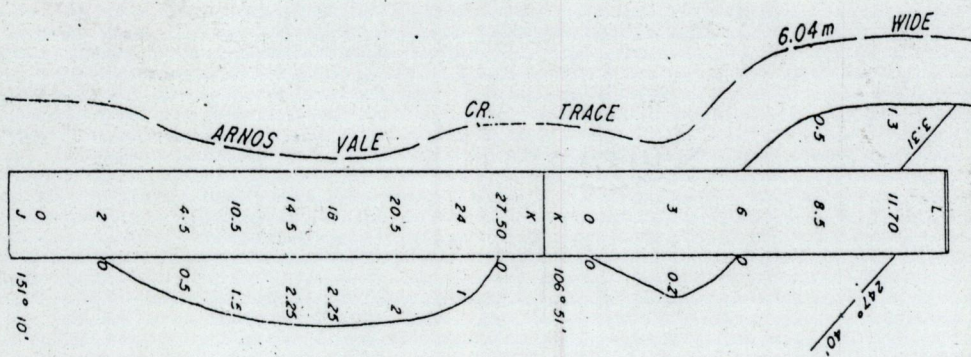 6.04 m WIDE
ARNOS VALE CR. TRACE
0.5 1.3 3.31
J 0 2 4.5 10.5 14.5 18 20.5 24 27.50 K
K 0 3 6 8.5 11.70 L
0 0.5 1.5 2.25 2.25 2 1 0
0 0.2 0
151° 10'
106° 51'
247° 40'